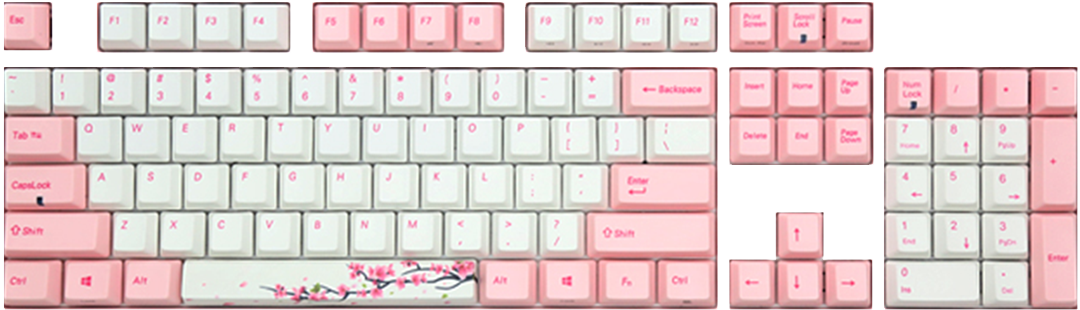 Esc F1 F2 F3 F4 F5 F6 F7 F8 F9 F10 F11 F12 Print Screen Scroll Lock Pause
~ ! @ # $ % ^ & * ( ) - +
1 2 3 4 5 6 7 8 9 0 - = ← Backspace Insert Home Page Up Num Lock / * -
Tab Q W E R T Y U I O P { [ } ] ¦ \ Delete End Page Down 7 Home 8 ↑ 9 PgUp +
CapsLock A S D F G H J K L : ; " Enter 4 ← 5 6 →
⇧ Shift Z X C V B N M < , > . ? / ⇧ Shift ↑ 1 End 2 ↓ 3 PgDn Enter
Ctrl Alt Alt Fn Ctrl ← ↓ → 0 Ins . Del